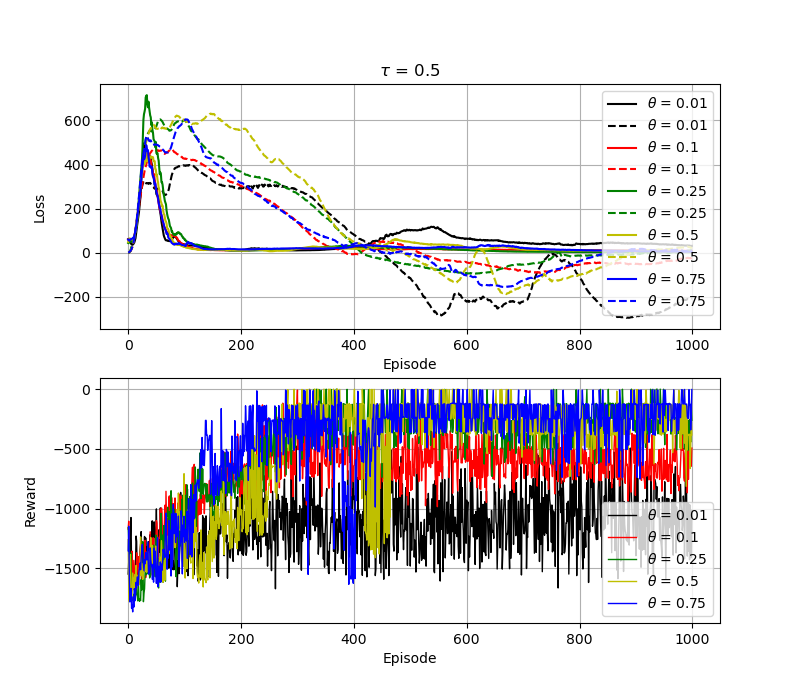 τ = 0.5
Loss
600
400
200
0
−200
θ = 0.01
θ = 0.01
θ = 0.1
θ = 0.1
θ = 0.25
θ = 0.25
θ = 0.5
θ = 0.5
θ = 0.75
θ = 0.75
0 200 400 600 800 1000
Episode
Reward
0
−500
−1000
−1500
θ = 0.01
θ = 0.1
θ = 0.25
θ = 0.5
θ = 0.75
0 200 400 600 800 1000
Episode